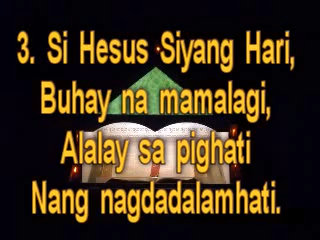 3. Si Hesus Siyang Hari,
Buhay na mamalagi,
Alalay sa pighati
Nang nagdadalamhati.